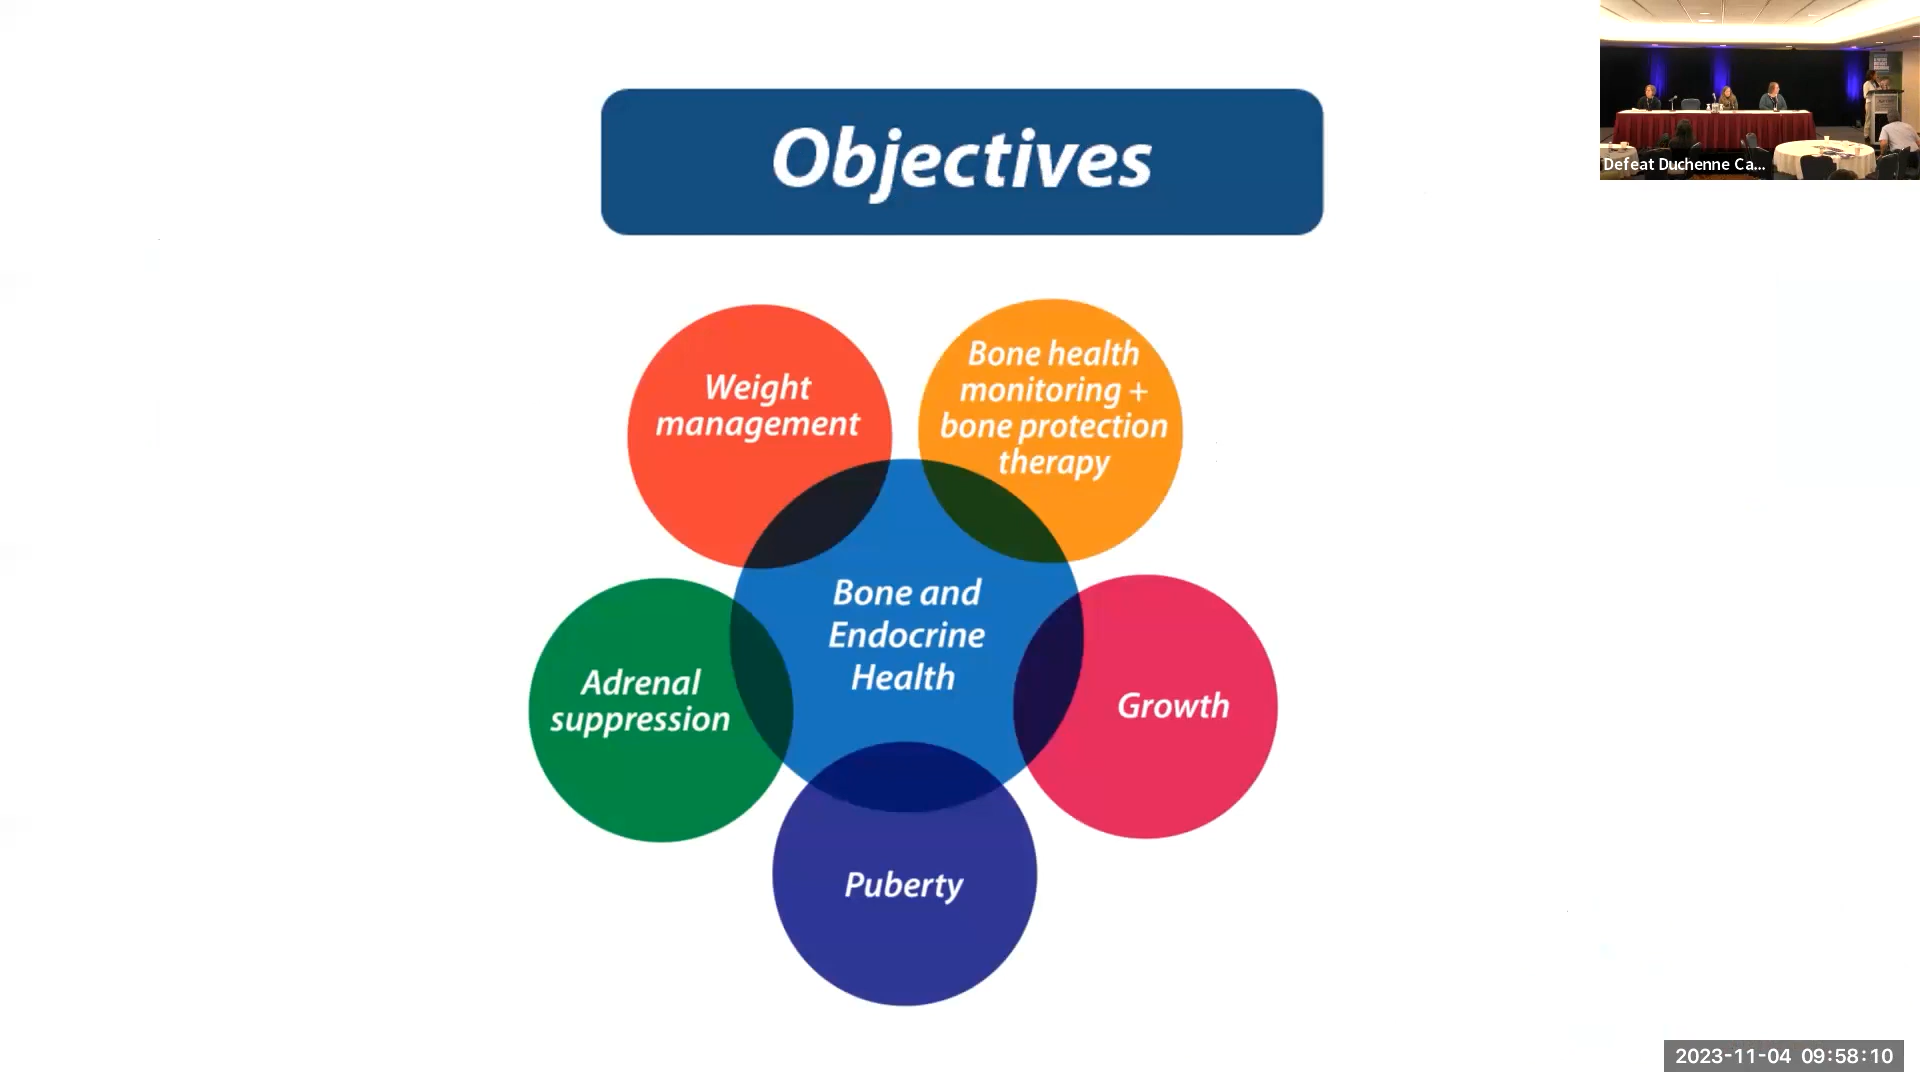 Objectives
Defeat Duchenne Ca...
Weight
management
Bone health
monitoring +
bone protection
therapy
Bone and
Endocrine
Health
Adrenal
suppression
Growth
Puberty
2023-11-04 09:58:10